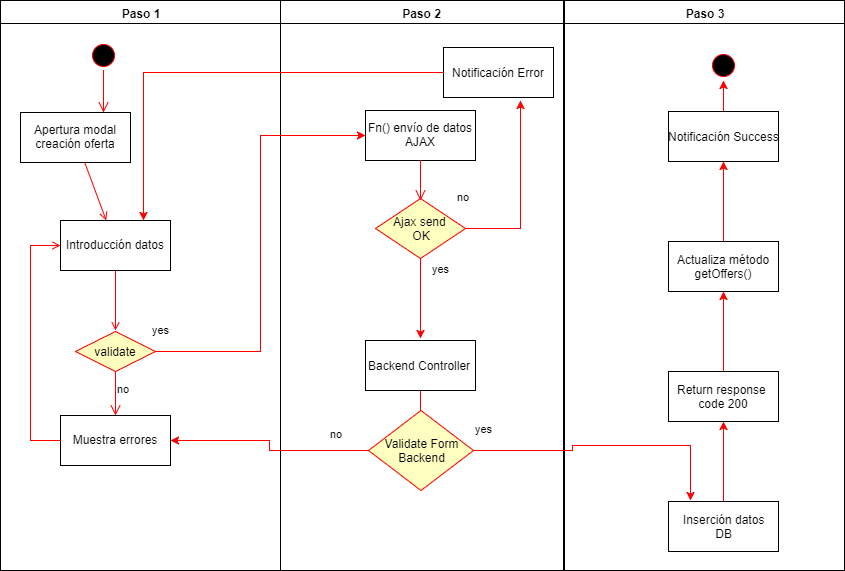 Paso 1
Paso 2
Paso 3
Apertura modal
creación oferta
Introducción datos
validate
yes
no
Muestra errores
Notificación Error
Fn() envío de datos
AJAX
no
Ajax send
OK
yes
Backend Controller
Validate Form
Backend
no
yes
Notificación Success
Actualiza método
getOffers()
Return response
code 200
Inserción datos
DB